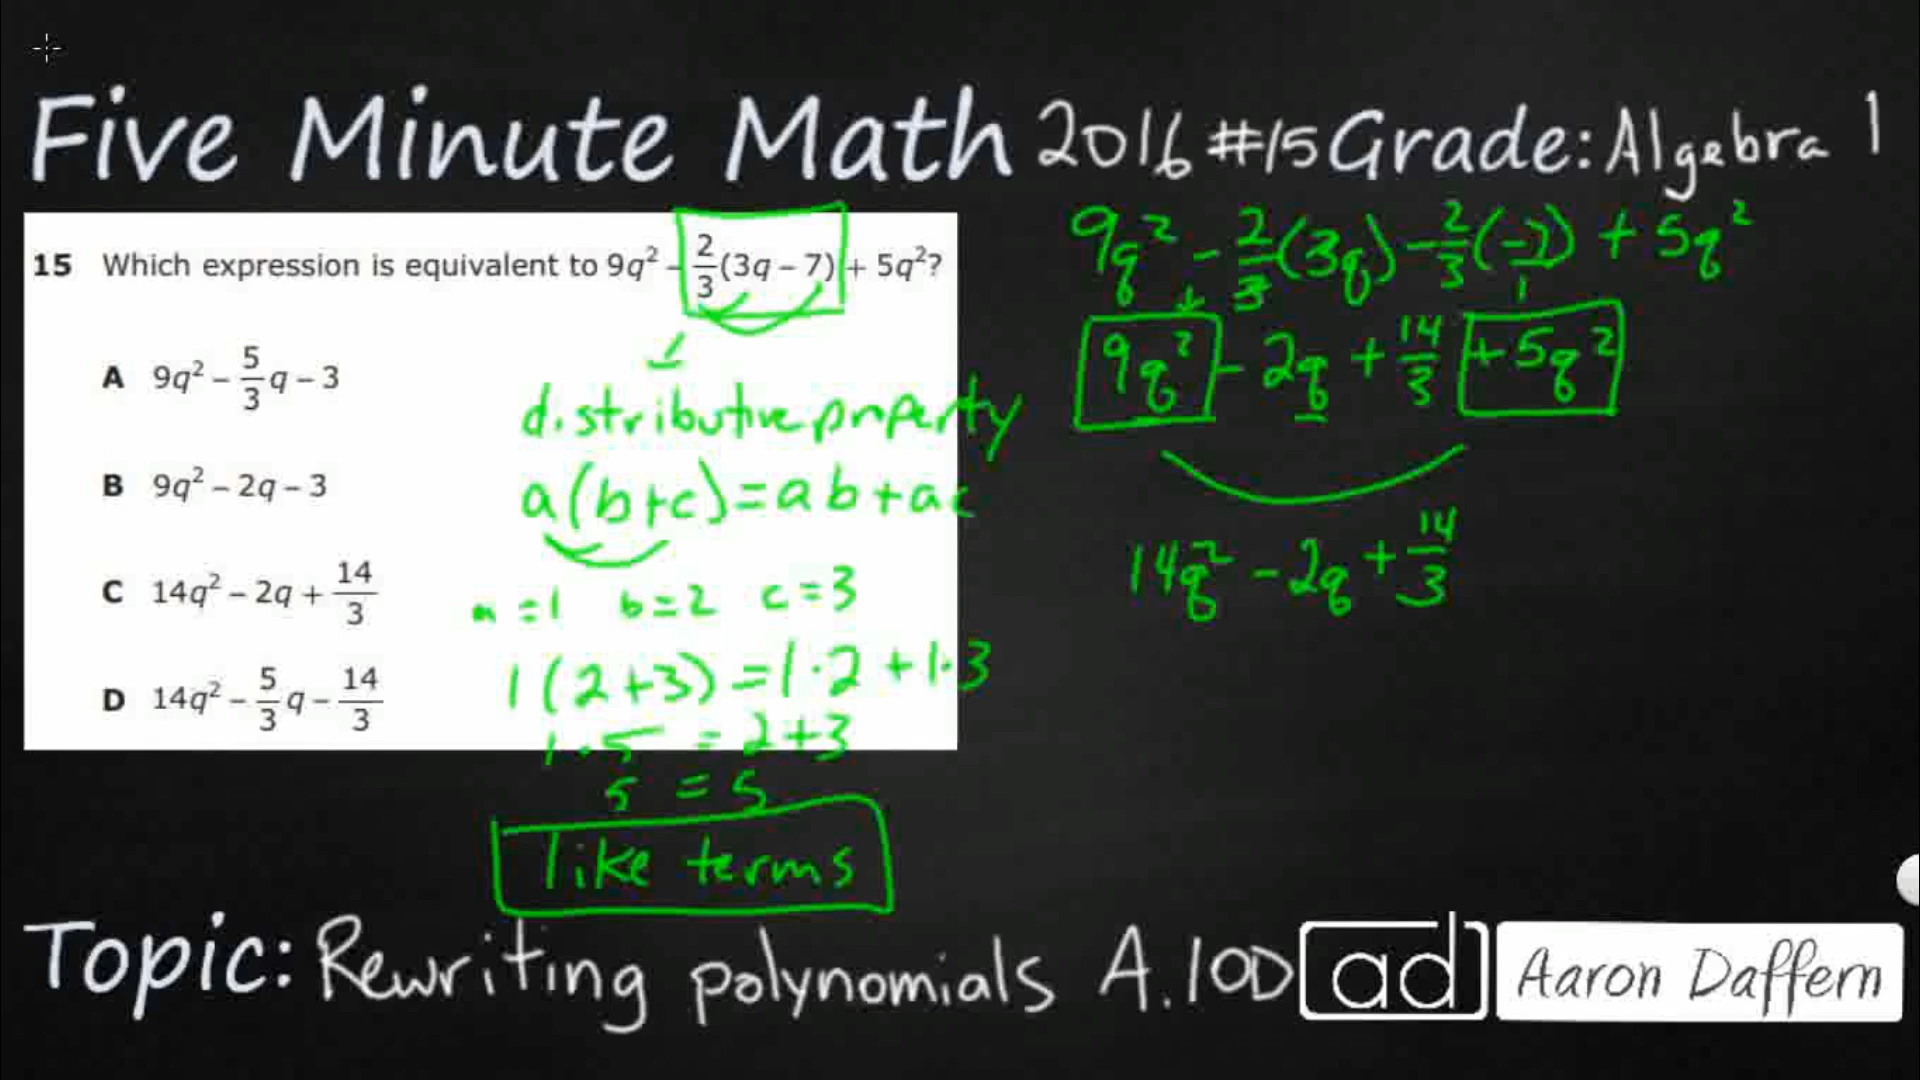 Five Minute Math 2016 #15 Grade: Algebra 1
15 Which expression is equivalent to 9q² – 2/3(3q – 7) + 5q²?
A 9q² – 5/3 q – 3
B 9q² – 2q – 3
C 14q² – 2q + 14/3
D 14q² – 5/3 q – 14/3
distributive property
a(b+c)=ab+ac
a=1 b=2 c=3
1(2+3)=1·2+1·3
1·5=2+3
5=5
like terms
9q² - 2/3(3q) - 2/3(-7/1) + 5q²
9q² - 2q + 14/3 + 5q²
14q² - 2q + 14/3
Topic: Rewriting polynomials A.10D ad Aaron Daffern